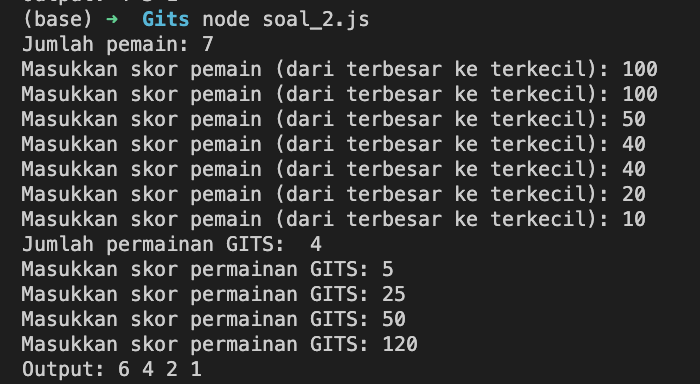 (base) → Gits node soal_2.js
Jumlah pemain: 7
Masukkan skor pemain (dari terbesar ke terkecil): 100
Masukkan skor pemain (dari terbesar ke terkecil): 100
Masukkan skor pemain (dari terbesar ke terkecil): 50
Masukkan skor pemain (dari terbesar ke terkecil): 40
Masukkan skor pemain (dari terbesar ke terkecil): 40
Masukkan skor pemain (dari terbesar ke terkecil): 20
Masukkan skor pemain (dari terbesar ke terkecil): 10
Jumlah permainan GITS:  4
Masukkan skor permainan GITS: 5
Masukkan skor permainan GITS: 25
Masukkan skor permainan GITS: 50
Masukkan skor permainan GITS: 120
Output: 6 4 2 1